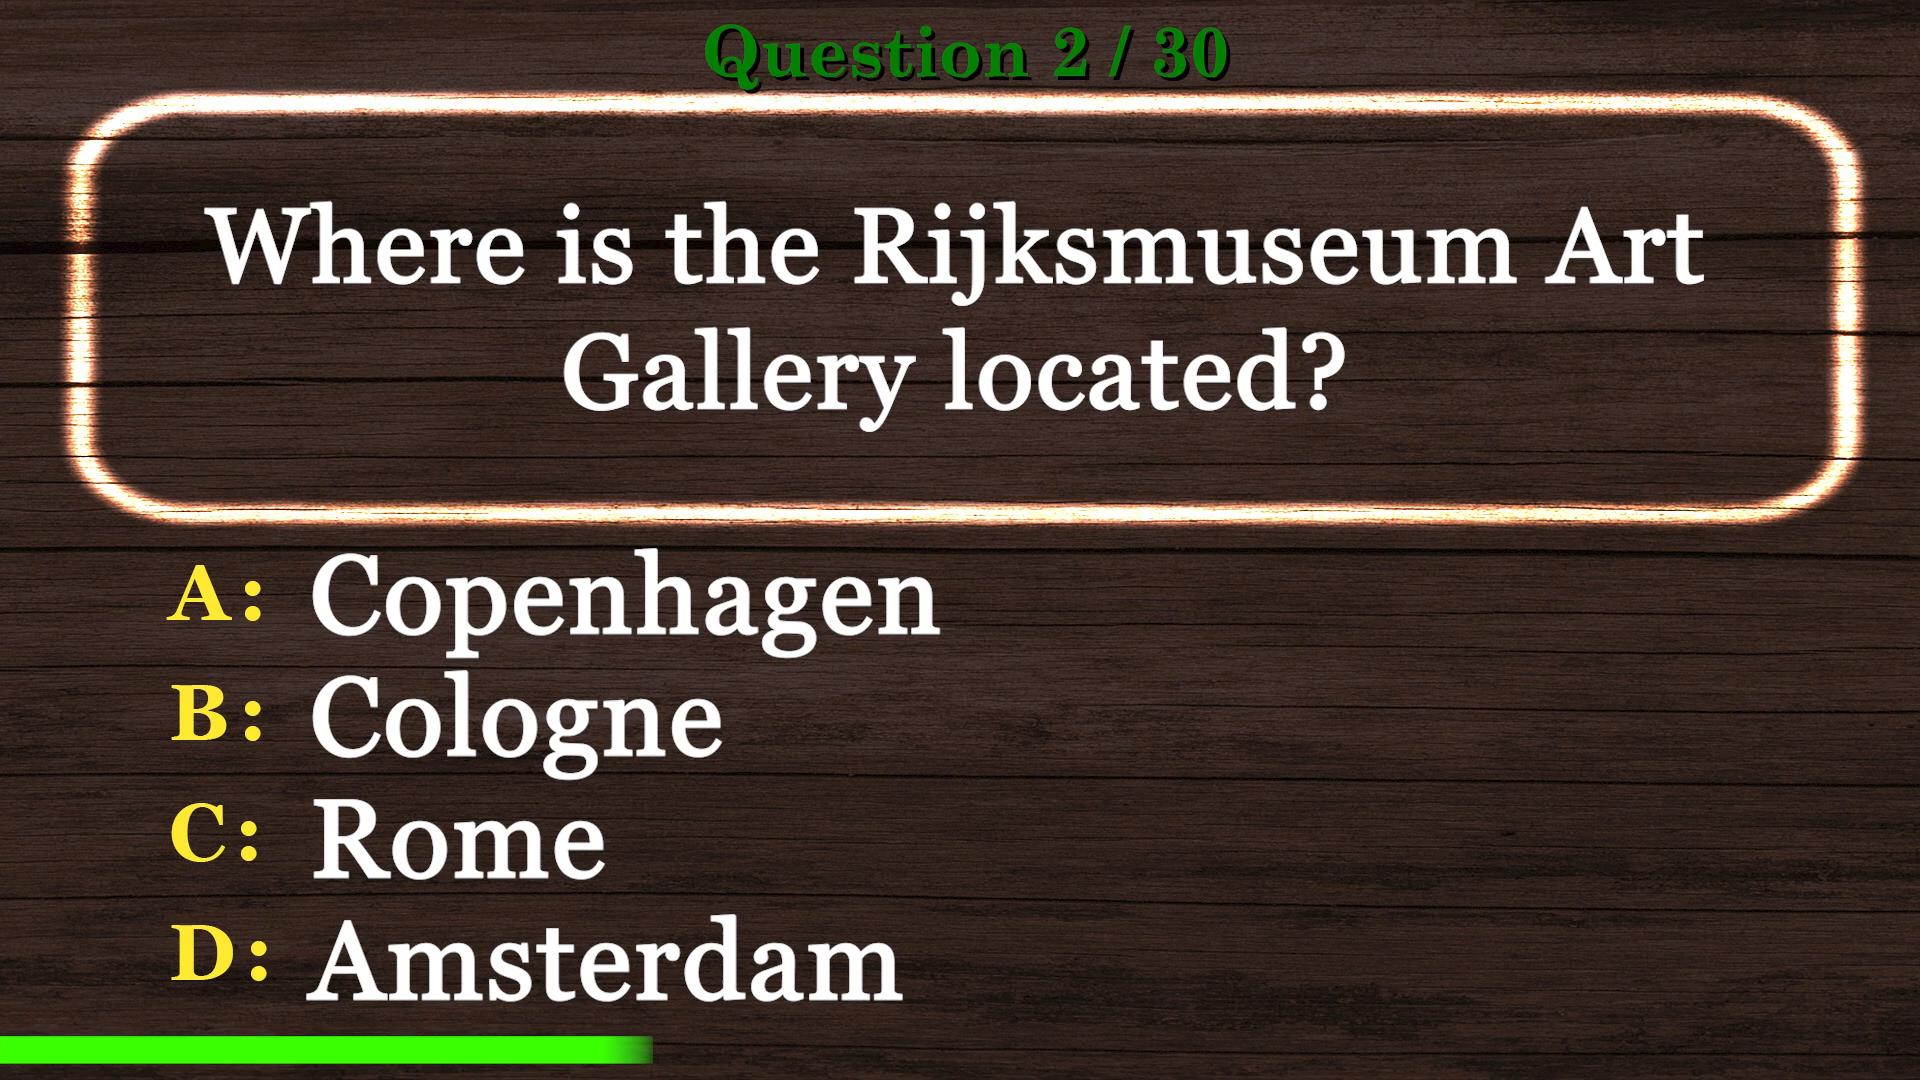 Question 2 / 30
Where is the Rijksmuseum Art
Gallery located?
A: Copenhagen
B: Cologne
C: Rome
D: Amsterdam